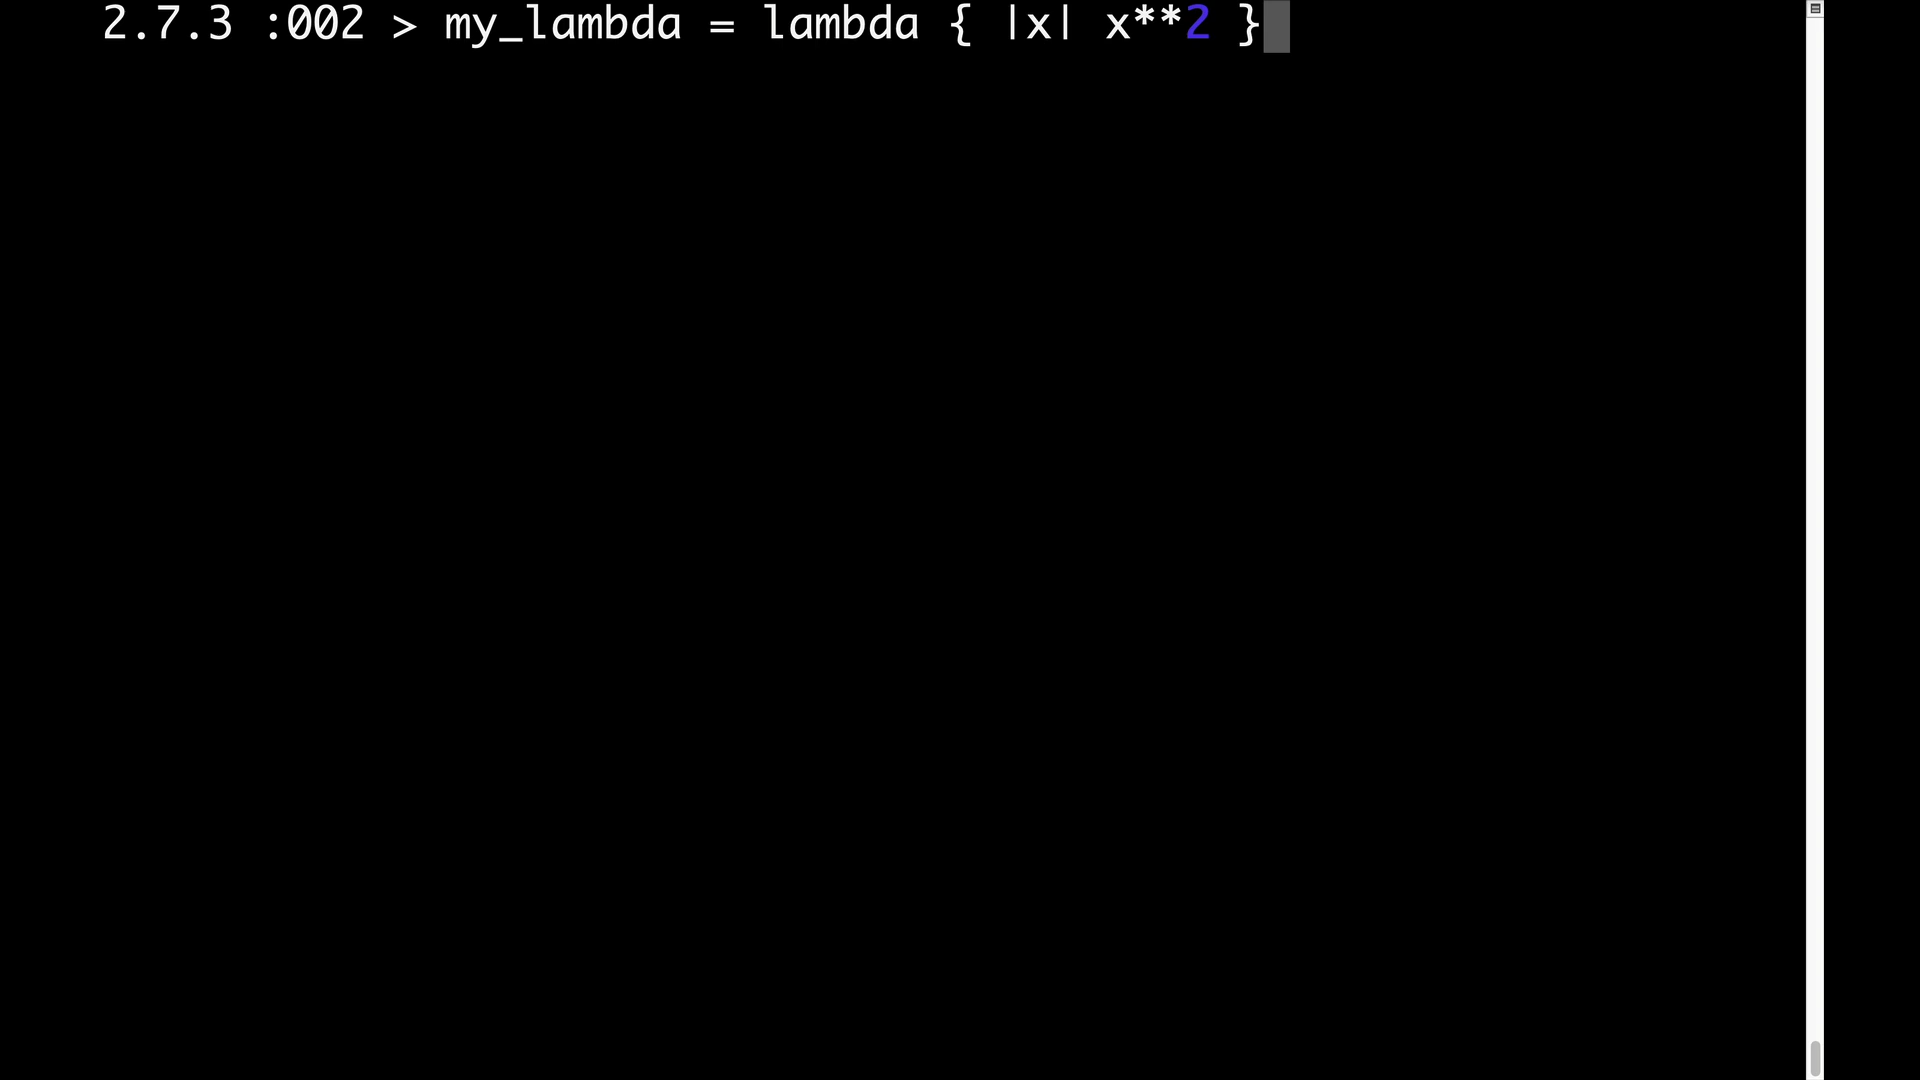 2.7.3 :002 > my_lambda = lambda { |x| x**2 }